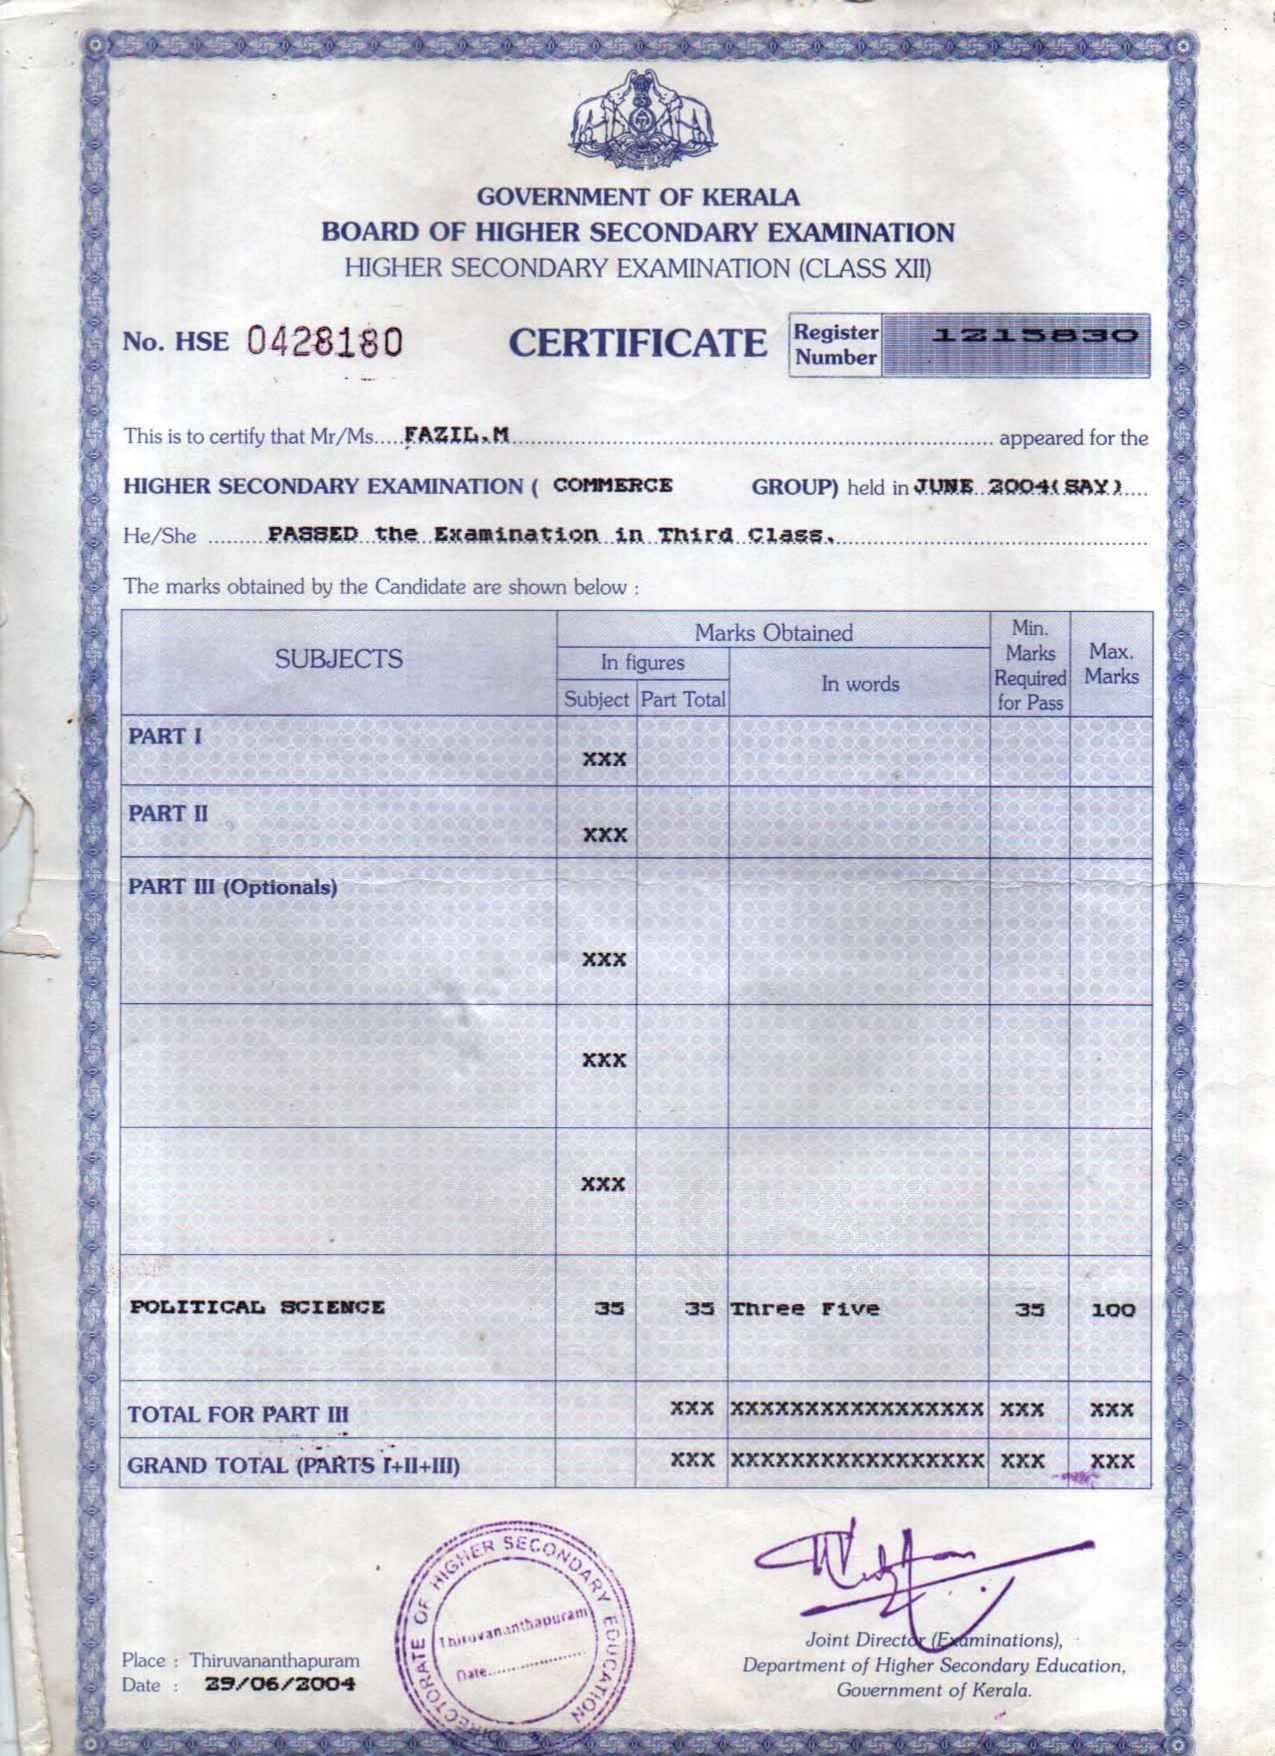 GOVERNMENT OF KERALA
BOARD OF HIGHER SECONDARY EXAMINATION
HIGHER SECONDARY EXAMINATION (CLASS XII)
No. HSE 0428180 CERTIFICATE Register Number 1215830
This is to certify that Mr/Ms....FAZIL.M.................... appeared for the
HIGHER SECONDARY EXAMINATION ( COMMERCE GROUP) held in JUNE 2004(SAY)....
He/She ........PASSED the Examination in Third Class.....................
The marks obtained by the Candidate are shown below :
SUBJECTS Marks Obtained Min. Marks Required for Pass Max. Marks
In figures In words
Subject Part Total
PART I
XXX
PART II
XXX
PART III (Optionals)
XXX
XXX
XXX
POLITICAL SCIENCE 35 35 Three Five 35 100
TOTAL FOR PART III XXX XXXXXXXXXXXXXXXXX XXX XXX
GRAND TOTAL (PARTS I+II+III) XXX XXXXXXXXXXXXXXXXX XXX XXX
DIRECTORATE OF HIGHER SECONDARY EDUCATION
Thiruvananthapuram
Date....................
Joint Director (Examinations),
Department of Higher Secondary Education,
Government of Kerala.
Place : Thiruvananthapuram
Date : 29/06/2004